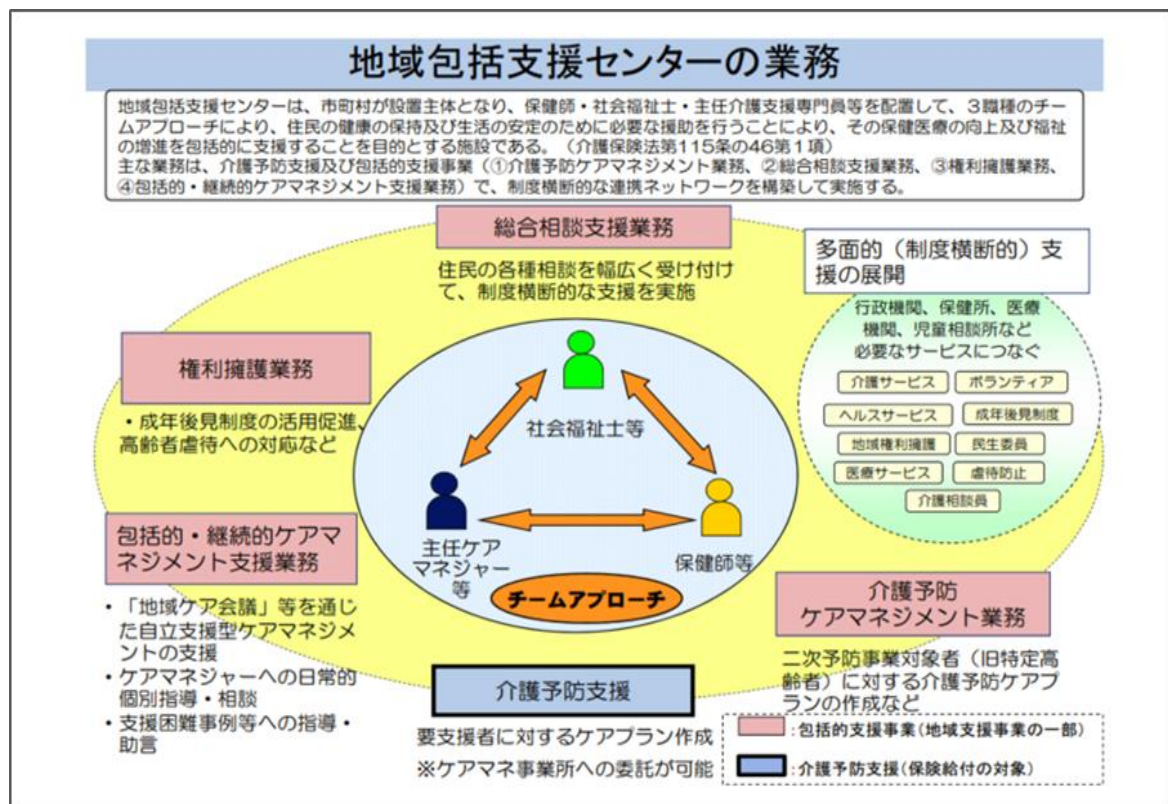 地域包括支援センターの業務
地域包括支援センターは、市町村が設置主体となり、保健師・社会福祉士・主任介護支援専門員等を配置して、３職種のチー
ムアプローチにより、住民の健康の保持及び生活の安定のために必要な援助を行うことにより、その保健医療の向上及び福祉
の増進を包括的に支援することを目的とする施設である。（介護保険法第115条の46第１項）
主な業務は、介護予防支援及び包括的支援事業（①介護予防ケアマネジメント業務、②総合相談支援業務、③権利擁護業務、
④包括的・継続的ケアマネジメント支援業務）で、制度横断的な連携ネットワークを構築して実施する。
総合相談支援業務
住民の各種相談を幅広く受け付け
て、制度横断的な支援を実施
多面的（制度横断的）支
援の展開
行政機関、保健所、医療
機関、児童相談所など
必要なサービスにつなぐ
介護サービス
ボランティア
ヘルスサービス
成年後見制度
地域権利擁護
民生委員
医療サービス
虐待防止
介護相談員
権利擁護業務
・成年後見制度の活用促進、
高齢者虐待への対応など
社会福祉士等
主任ケア
マネジャー
等
保健師等
チームアプローチ
包括的・継続的ケアマ
ネジメント支援業務
・「地域ケア会議」等を通じ
た自立支援型ケアマネジメ
ントの支援
・ケアマネジャーへの日常的
個別指導・相談
・支援困難事例等への指導・
助言
介護予防
ケアマネジメント業務
二次予防事業対象者（旧特定高
齢者）に対する介護予防ケアプ
ランの作成など
介護予防支援
要支援者に対するケアプラン作成
※ケアマネ事業所への委託が可能
：包括的支援事業（地域支援事業の一部）
：介護予防支援（保険給付の対象）